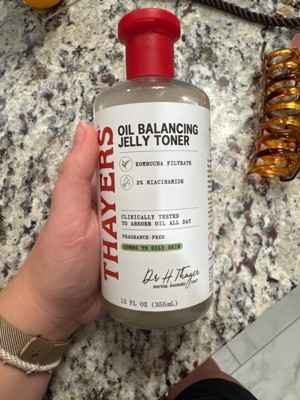 THAYERS
OIL BALANCING
JELLY TONER
KOMBUCHA FILTRATE
2% NIACINAMIDE
CLINICALLY TESTED
TO ABSORB OIL ALL DAY
FRAGRANCE-FREE
COMBO TO OILY SKIN
Dr H Thayer
12 FL OZ (355mL)